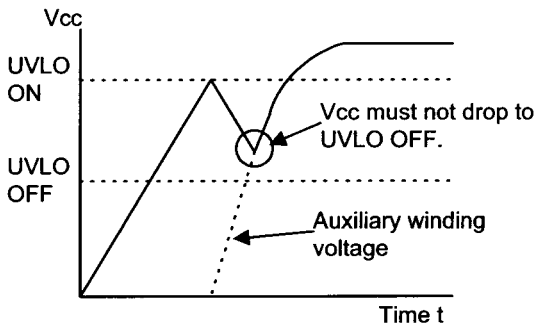 Vcc
UVLO
ON
Vcc must not drop to
UVLO OFF.
UVLO
OFF
Auxiliary winding
voltage
Time t